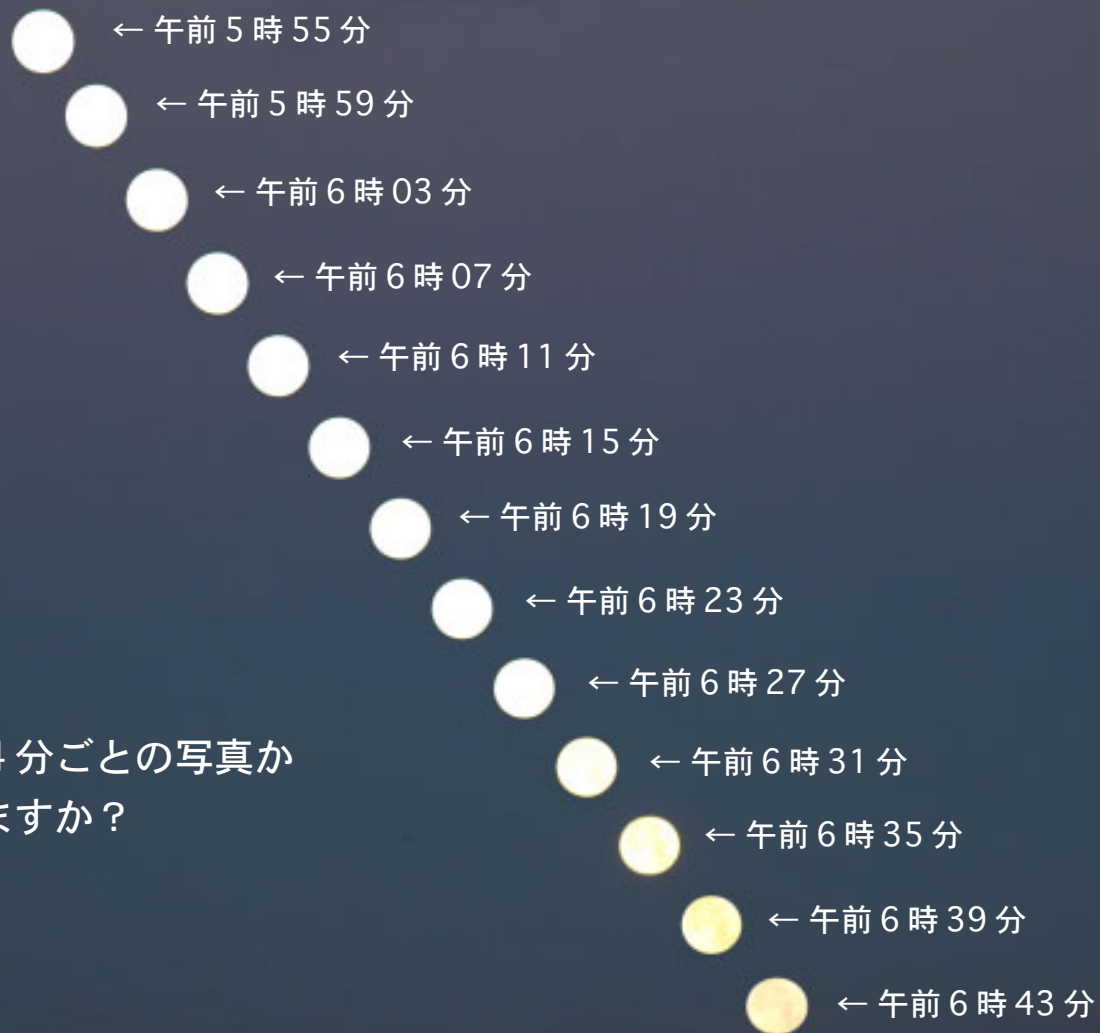 ← 午前 5 時 55 分
← 午前 5 時 59 分
← 午前 6 時 03 分
← 午前 6 時 07 分
← 午前 6 時 11 分
← 午前 6 時 15 分
← 午前 6 時 19 分
← 午前 6 時 23 分
← 午前 6 時 27 分
分ごとの写真か
← 午前 6 時 31 分
ますか？
← 午前 6 時 35 分
← 午前 6 時 39 分
← 午前 6 時 43 分